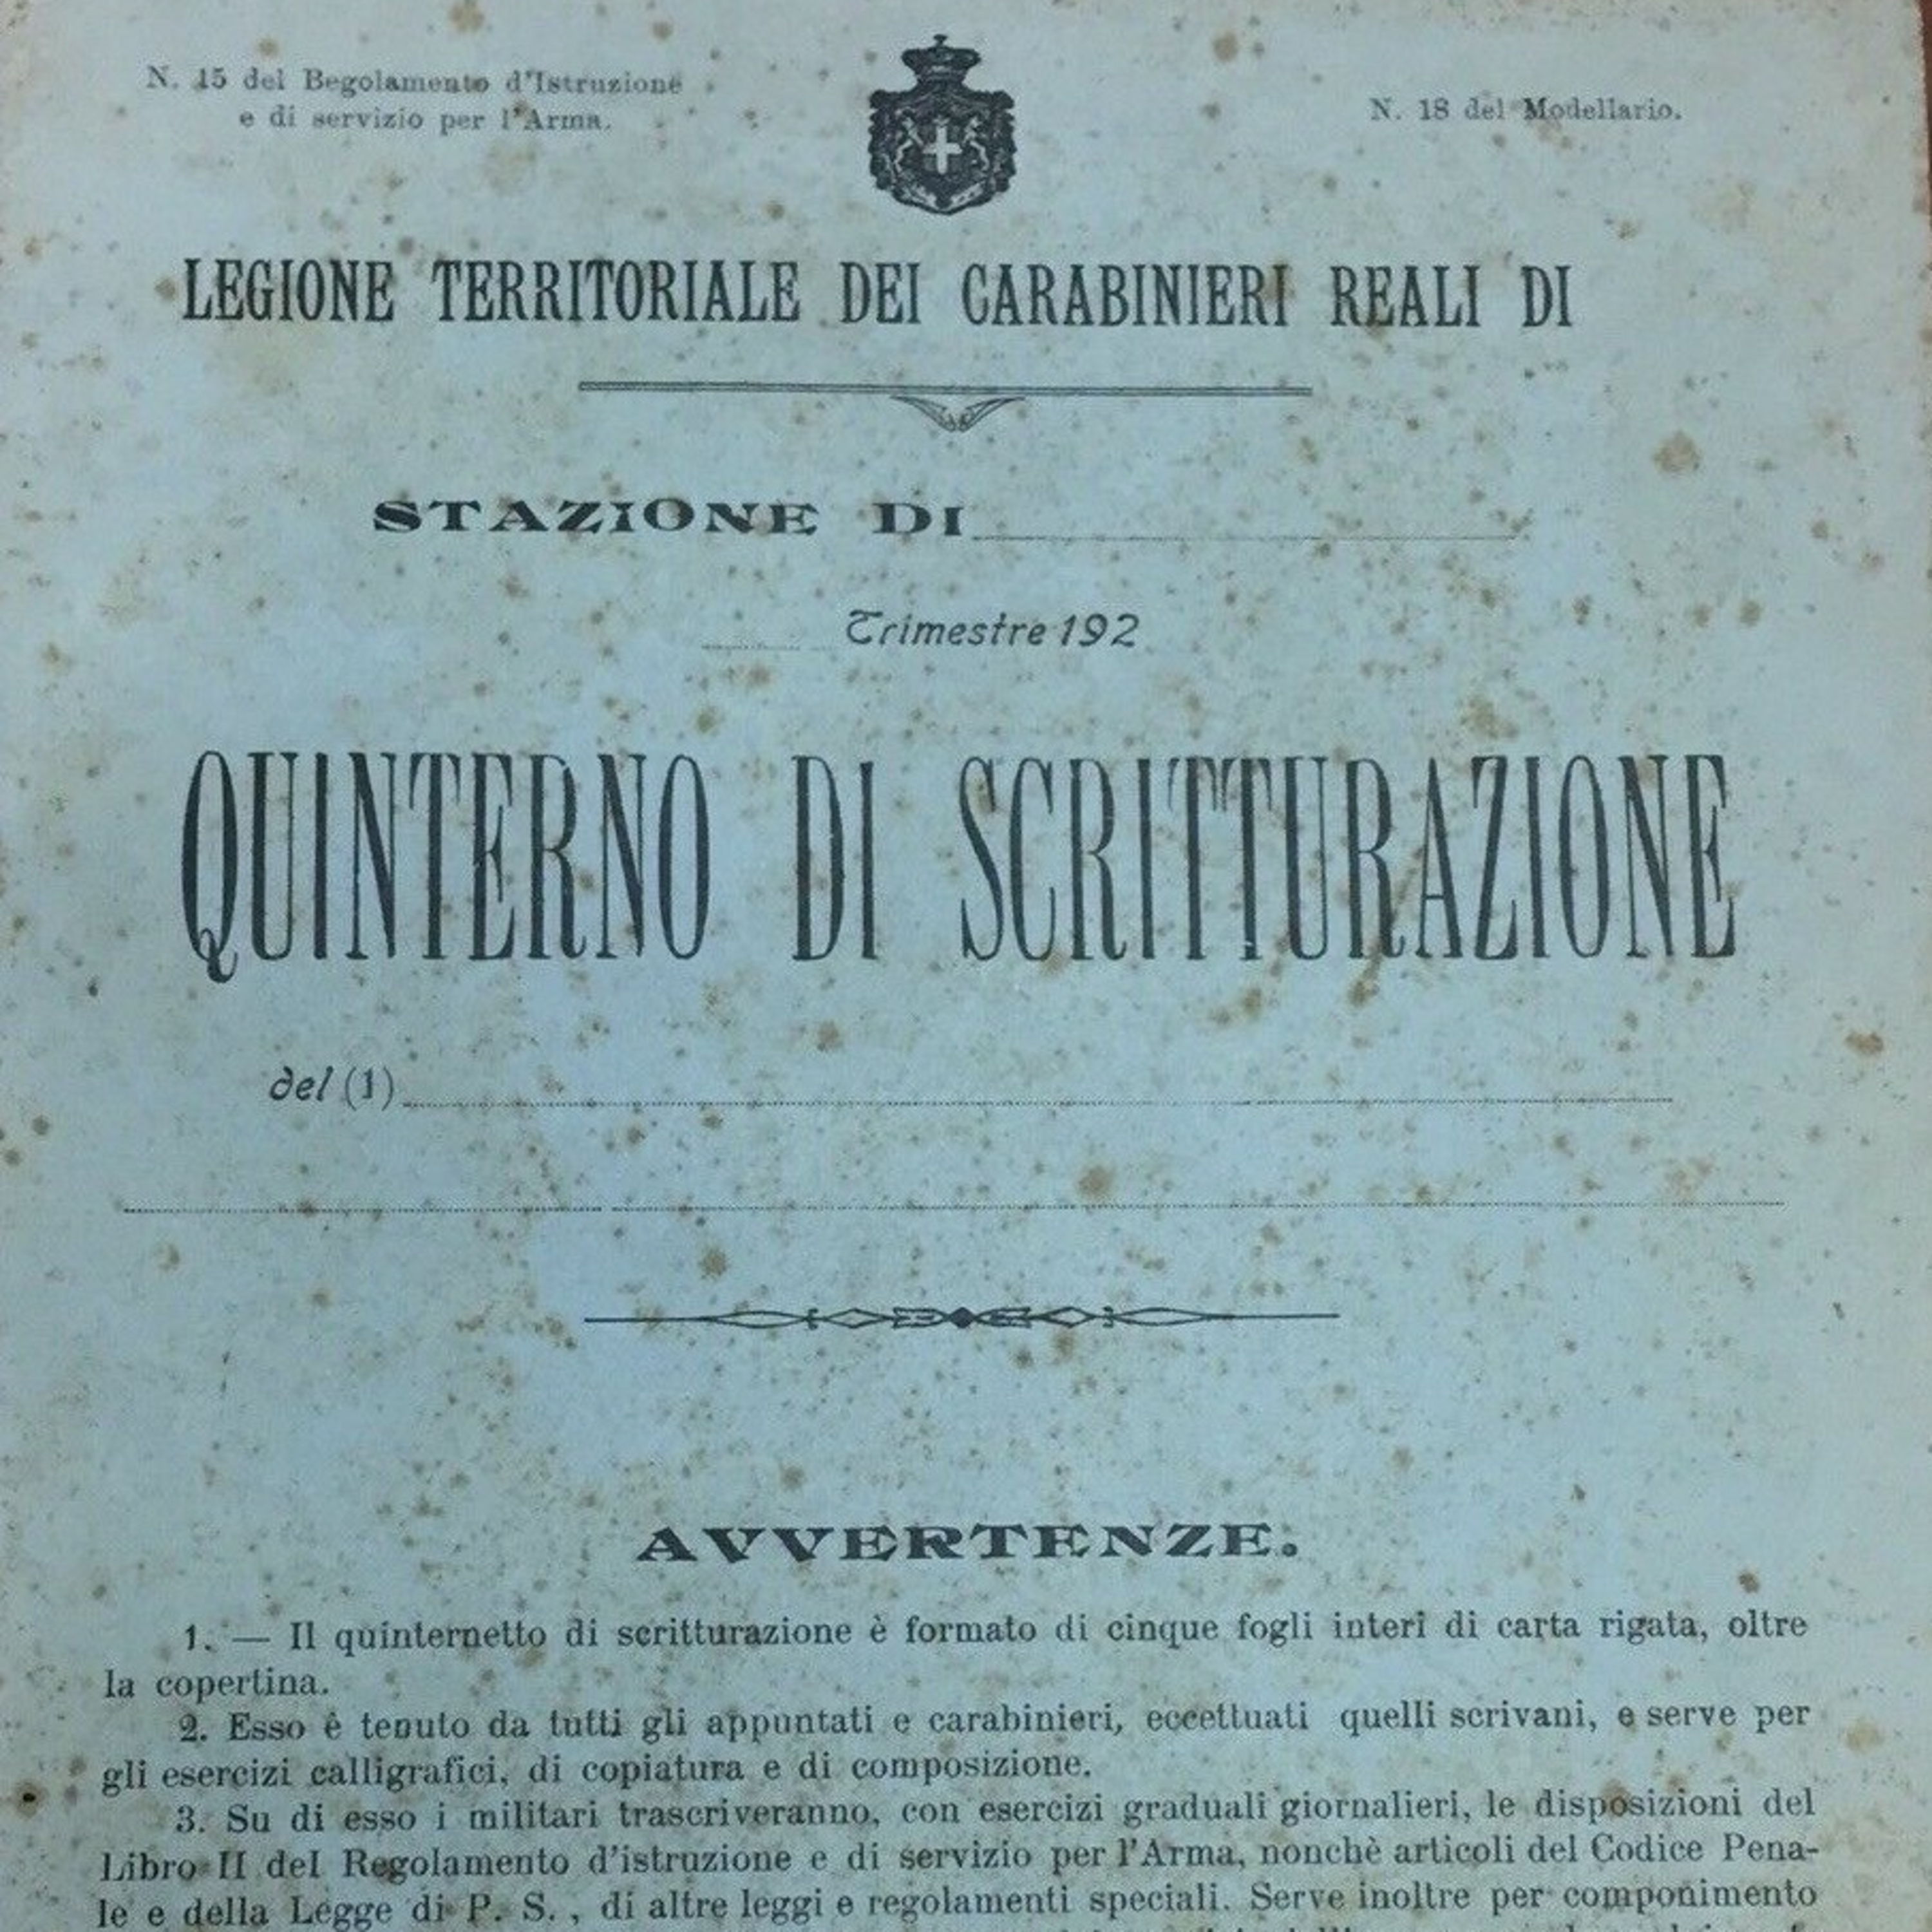 N. 15 del Begolamento d'Istruzione
e di servizio per l'Arma.
N. 18 del Modellario.
LEGIONE TERRITORIALE DEI CARABINIERI REALI DI
STAZIONE DI
Trimestre 192
QUINTERNO DI SCRITTURAZIONE
del (1)
AVVERTENZE.
1. — Il quinternetto di scritturazione è formato di cinque fogli interi di carta rigata, oltre
la copertina.
2. Esso è tenuto da tutti gli appuntati e carabinieri, eccettuati quelli scrivani, e serve per
gli esercizi calligrafici, di copiatura e di composizione.
3. Su di esso i militari trascriveranno, con esercizi graduali giornalieri, le disposizioni del
Libro II del Regolamento d'istruzione e di servizio per l'Arma, nonchè articoli del Codice Pena-
le e della Legge di P. S., di altre leggi e regolamenti speciali. Serve inoltre per componimento